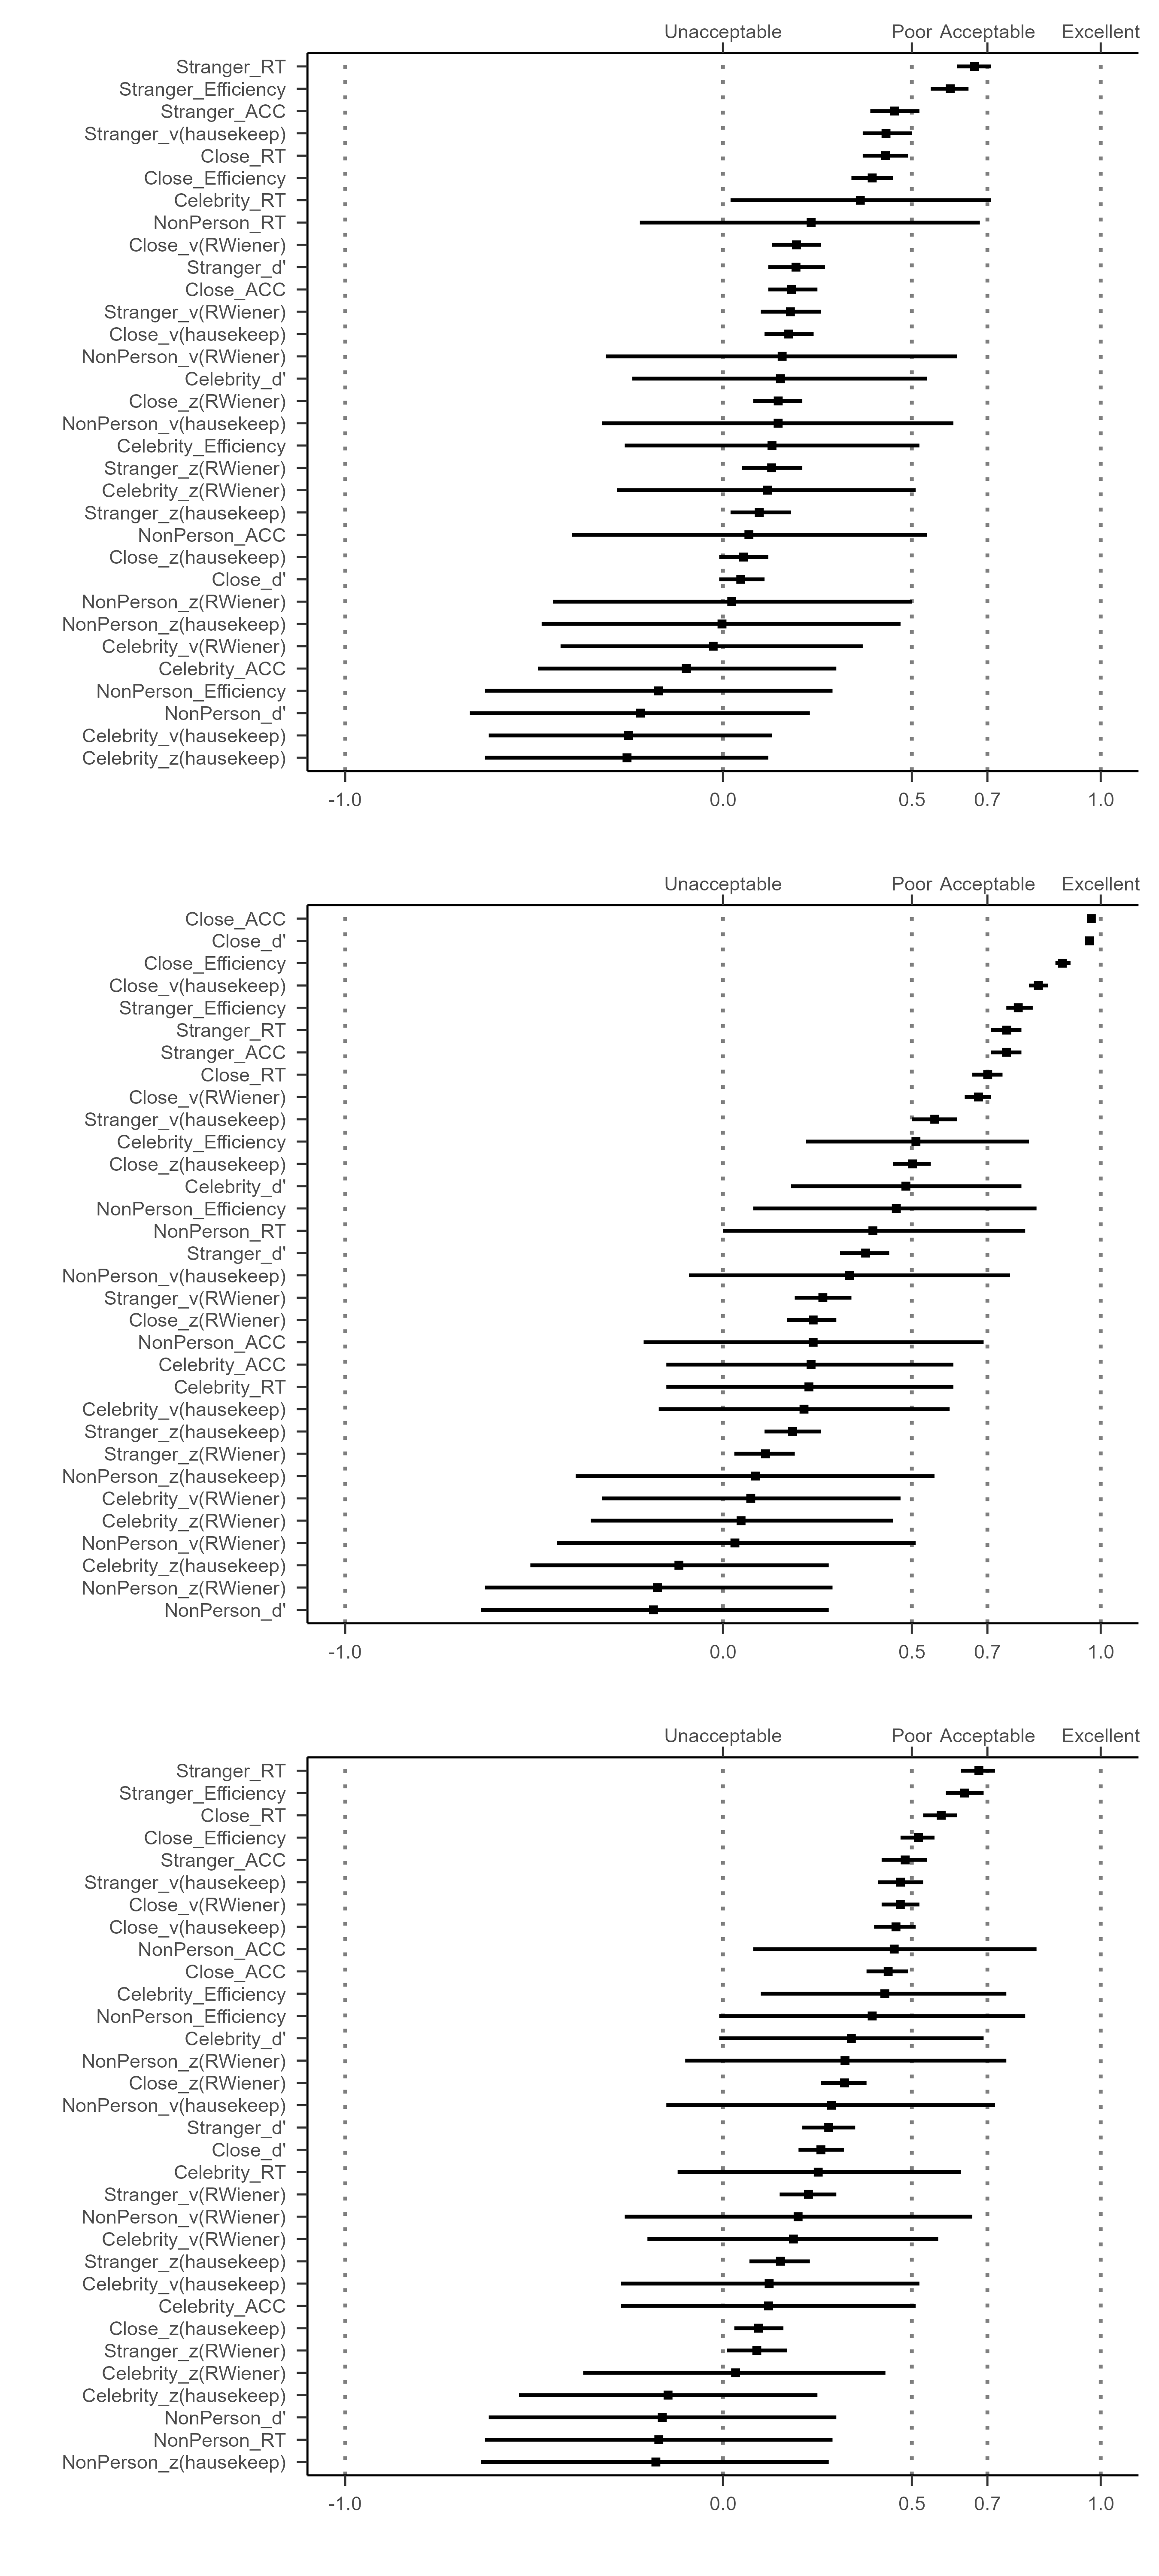 Unacceptable Poor Acceptable Excellent
Stranger_RT
Stranger_Efficiency
Stranger_ACC
Stranger_v(hausekeep)
Close_RT
Close_Efficiency
Celebrity_RT
NonPerson_RT
Close_v(RWiener)
Stranger_d'
Close_ACC
Stranger_v(RWiener)
Close_v(hausekeep)
NonPerson_v(RWiener)
Celebrity_d'
Close_z(RWiener)
NonPerson_v(hausekeep)
Celebrity_Efficiency
Stranger_z(RWiener)
Celebrity_z(RWiener)
Stranger_z(hausekeep)
NonPerson_ACC
Close_z(hausekeep)
Close_d'
NonPerson_z(RWiener)
NonPerson_z(hausekeep)
Celebrity_v(RWiener)
Celebrity_ACC
NonPerson_Efficiency
NonPerson_d'
Celebrity_v(hausekeep)
Celebrity_z(hausekeep)
-1.0 0.0 0.5 0.7 1.0
Unacceptable Poor Acceptable Excellent
Close_ACC
Close_d'
Close_Efficiency
Close_v(hausekeep)
Stranger_Efficiency
Stranger_RT
Stranger_ACC
Close_RT
Close_v(RWiener)
Stranger_v(hausekeep)
Celebrity_Efficiency
Close_z(hausekeep)
Celebrity_d'
NonPerson_Efficiency
NonPerson_RT
Stranger_d'
NonPerson_v(hausekeep)
Stranger_v(RWiener)
Close_z(RWiener)
NonPerson_ACC
Celebrity_ACC
Celebrity_RT
Celebrity_v(hausekeep)
Stranger_z(hausekeep)
Stranger_z(RWiener)
NonPerson_z(hausekeep)
Celebrity_v(RWiener)
Celebrity_z(RWiener)
NonPerson_v(RWiener)
Celebrity_z(hausekeep)
NonPerson_z(RWiener)
NonPerson_d'
-1.0 0.0 0.5 0.7 1.0
Unacceptable Poor Acceptable Excellent
Stranger_RT
Stranger_Efficiency
Close_RT
Close_Efficiency
Stranger_ACC
Stranger_v(hausekeep)
Close_v(RWiener)
Close_v(hausekeep)
NonPerson_ACC
Close_ACC
Celebrity_Efficiency
NonPerson_Efficiency
Celebrity_d'
NonPerson_z(RWiener)
Close_z(RWiener)
NonPerson_v(hausekeep)
Stranger_d'
Close_d'
Celebrity_RT
Stranger_v(RWiener)
NonPerson_v(RWiener)
Celebrity_v(RWiener)
Stranger_z(hausekeep)
Celebrity_v(hausekeep)
Celebrity_ACC
Close_z(hausekeep)
Stranger_z(RWiener)
Celebrity_z(RWiener)
Celebrity_z(hausekeep)
NonPerson_d'
NonPerson_RT
NonPerson_z(hausekeep)
-1.0 0.0 0.5 0.7 1.0